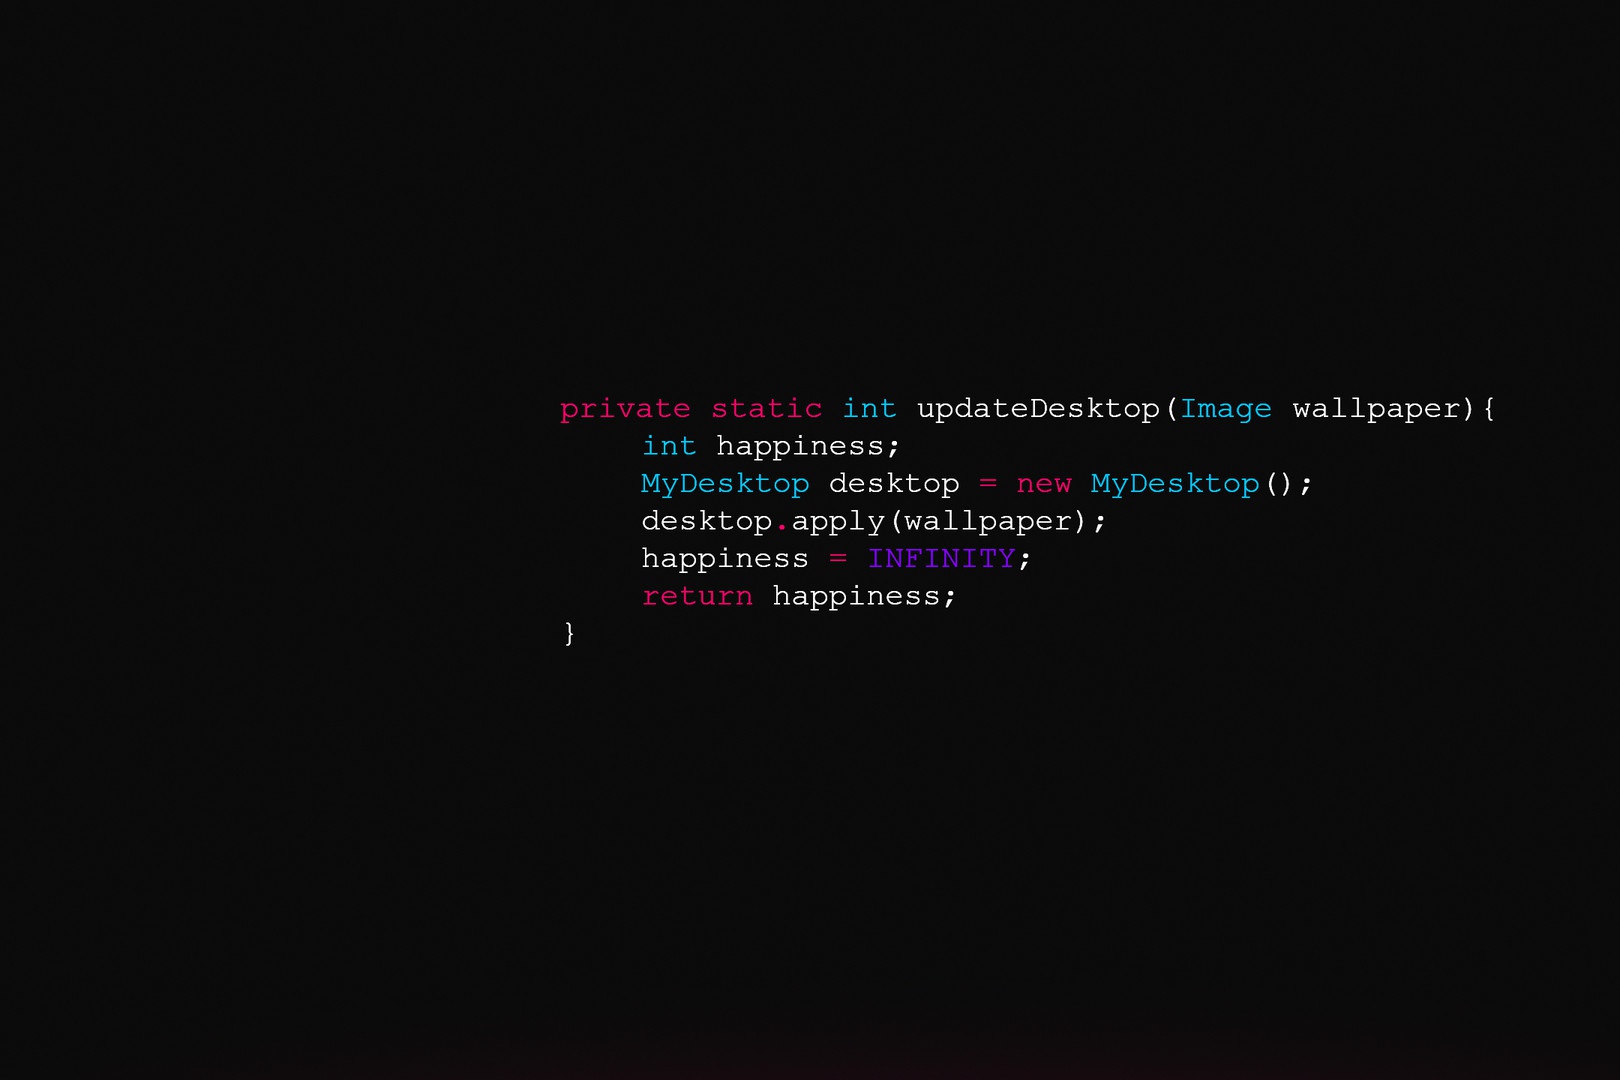 private static int updateDesktop(Image wallpaper){
int happiness;
MyDesktop desktop = new MyDesktop();
desktop.apply(wallpaper);
happiness = INFINITY;
return happiness;
}